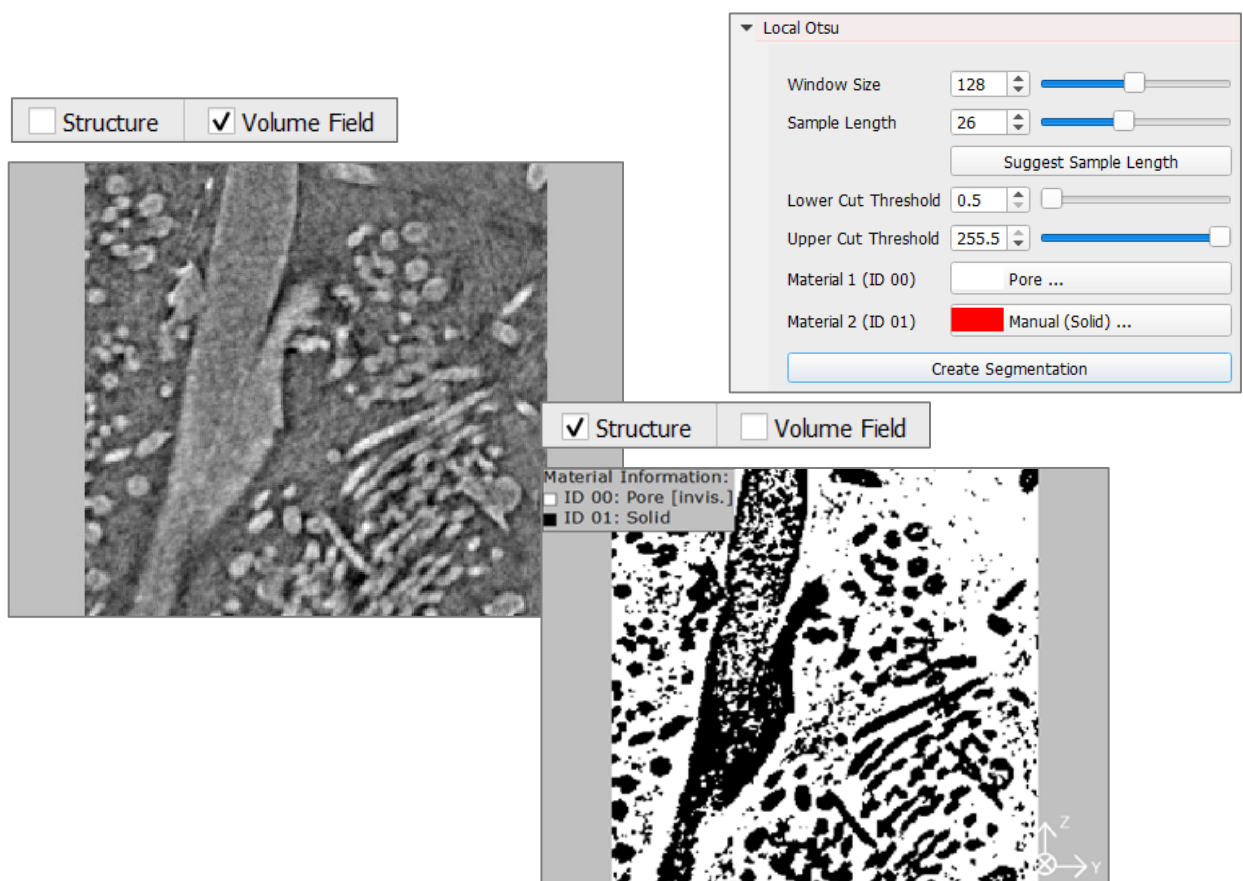 Local Otsu
Window Size 128
Sample Length 26
Suggest Sample Length
Lower Cut Threshold 0.5
Upper Cut Threshold 255.5
Material 1 (ID 00) Pore ...
Material 2 (ID 01) Manual (Solid) ...
Create Segmentation
Structure Volume Field
Structure Volume Field
Material Information:
ID 00: Pore [invis.]
ID 01: Solid
Z
Y